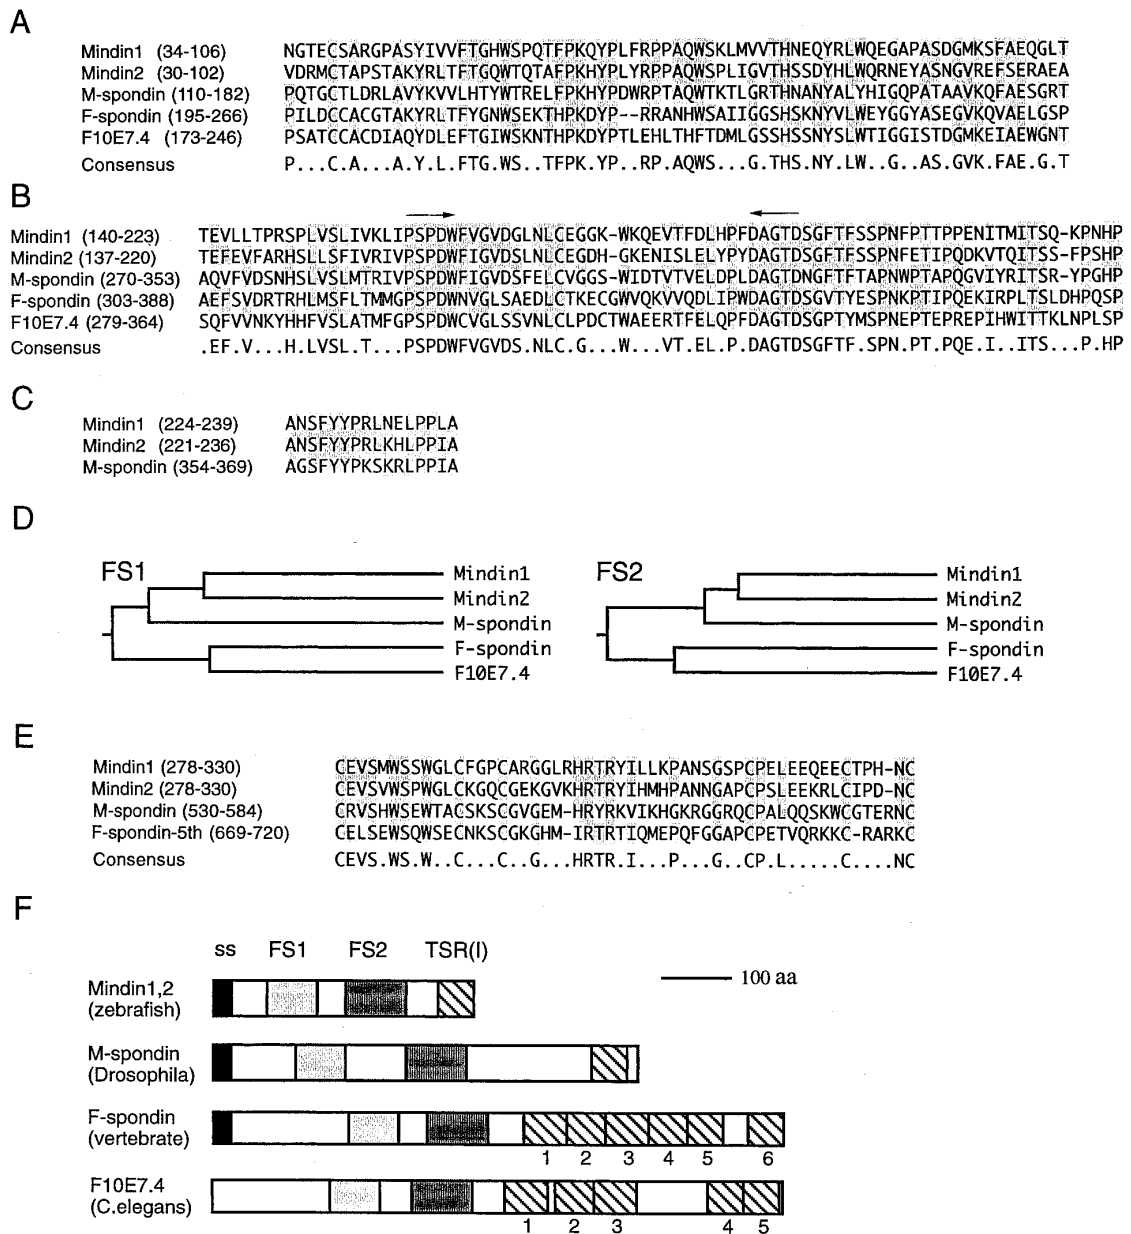 A
Mindin1 (34-106) NGTECSARGPASYIVVFTGHWSPQTFPKQYPLFRPPAQWSKLMVVTHNEQYRLWQEGAPASDGMKSFAEQGLT
Mindin2 (30-102) VDRMCTAPSTAKYRLTFTGQWTQTAFPKHYPLYRPPAQWSPLIGVTHSSDYHLWQRNEYASNGVREFSERAEA
M-spondin (110-182) PQTGCTLDRLAVYKVVLHTYWTRELFPKHYPDWRPTAQWTKTLGRTHNANYALYHIGQPATAAVKQFAESGRT
F-spondin (195-266) PILDCCACGTAKYRLTFYGNWSEKTHPKDYP--RRANHWSAIIGGSHSKNYVLWEYGGYASEGVKQVAELGSP
F10E7.4 (173-246) PSATCCACDIAQYDLEFTGIWSKNTHPKDYPTLEHLTHFTDMLGSSHSSNYSLWTIGGISTDGMKEIAEWGNT
Consensus P...C.A...A.Y.L.FTG.WS..TFPK.YP..RP.AQWS...G.THS.NY.LW..G..AS.GVK.FAE.G.T
B
Mindin1 (140-223) TEVLLTPRSPLVSLIVKLIPSPDWFVGVDGLNLCEGGK-WKQEVTFDLHPFDAGTDSGFTFSSPNFPTTPPENITMITSQ-KPNHP
Mindin2 (137-220) TEFEVFARHSLLSFIVRIVPSPDWFVGVDSLNLCEGDH-GKENISLELYPYDAGTDSGFTFSSPNFETIPQDKVTQITSS-FPSHP
M-spondin (270-353) AQVFVDSNHSLVSLMTRIVPSPDWFIGVDSFELCVGGS-WIDTVTVELDPLDAGTDNGFTFTAPNWPTAPQGVIYRITSR-YPGHP
F-spondin (303-388) AEFSVDRTRHLMSFLTMMGPSPDWNVGLSAEDLCTKECGWVQKVVQDLIPWDAGTDSGVTYESPNKPTIPQEKIRPLTSLDHPQSP
F10E7.4 (279-364) SQFVVNKYHHFVSLATMFGPSPDWCVGLSSVNLCLPDCTWAEERTFELQPFDAGTDSGPTYMSPNEPTEPREPIHWITTKLNPLSP
Consensus .EF.V...H.LVSL.T...PSPDWFVGVDS.NLC.G...W...VT.EL.P.DAGTDSGFTF.SPN.PT.PQE.I..ITS...P.HP
C
Mindin1 (224-239) ANSFYYPRLNELPPLA
Mindin2 (221-236) ANSFYYPRLKHLPPIA
M-spondin (354-369) AGSFYYPKSKRLPPIA
D
FS1
Mindin1
Mindin2
M-spondin
F-spondin
F10E7.4
FS2
Mindin1
Mindin2
M-spondin
F-spondin
F10E7.4
E
Mindin1 (278-330) CEVSMWSSWGLCFGPCARGGLRHRTRYILLKPANSGSPCPELEEQEECTPH-NC
Mindin2 (278-330) CEVSVWSPWGLCKGQCGEKGVKHRTRYIHMHPANNGAPCPSLEEKRLCIPD-NC
M-spondin (530-584) CRVSHWSEWTACSKSCGVGEM-HRYRKVIKHGKRGGRQCPALQQSKWCGTERNC
F-spondin-5th (669-720) CELSEWSQWSECNKSCGKGHM-IRTRTIQMEPQFGGAPCPETVQRKKC-RARKC
Consensus CEVS.WS.W..C...C..G...HRTR.I...P...G..CP.L.....C....NC
F
ss FS1 FS2 TSR(I)
100 aa
Mindin1,2
(zebrafish)
M-spondin
(Drosophila)
F-spondin
(vertebrate)
1 2 3 4 5 6
F10E7.4
(C.elegans)
1 2 3 4 5